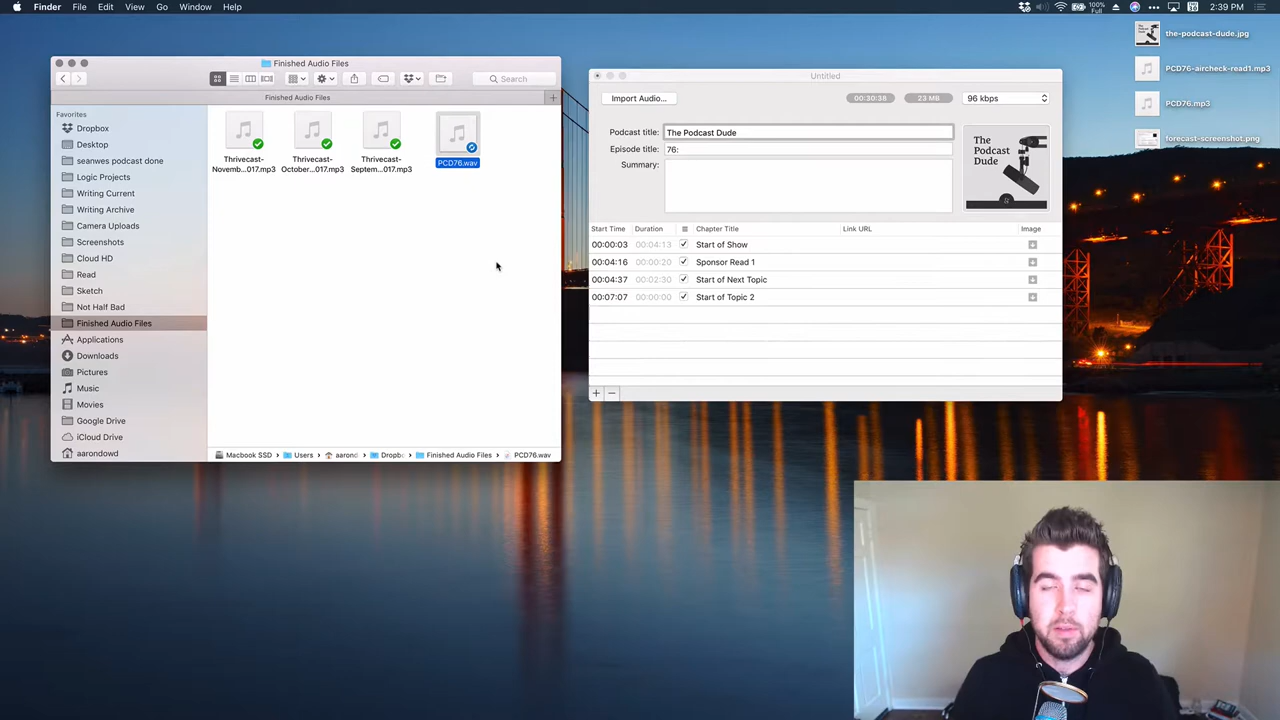 Finder File Edit View Go Window Help
100% Full 2:39 PM
the-podcast-dude.jpg
PCD76-aircheck-read1.mp3
PCD76.mp3
forecast-screenshot.png
Finished Audio Files
Search
Finished Audio Files
Favorites
Dropbox
Desktop
seanwes podcast done
Logic Projects
Writing Current
Writing Archive
Camera Uploads
Screenshots
Cloud HD
Read
Sketch
Not Half Bad
Finished Audio Files
Applications
Downloads
Pictures
Music
Movies
Google Drive
iCloud Drive
aarondowd
Thrivecast-Novemb...017.mp3
Thrivecast-October...017.mp3
Thrivecast-Septem...017.mp3
PCD76.wav
Macbook SSD › Users › aarond › Dropbo › Finished Audio Files › PCD76.wav
Untitled
Import Audio... 00:30:38 23 MB 96 kbps
Podcast title: The Podcast Dude
Episode title: 76:
Summary:
The
Podcast
Dude
Start Time Duration Chapter Title Link URL Image
00:00:03 00:04:13 Start of Show
00:04:16 00:00:20 Sponsor Read 1
00:04:37 00:02:30 Start of Next Topic
00:07:07 00:00:00 Start of Topic 2